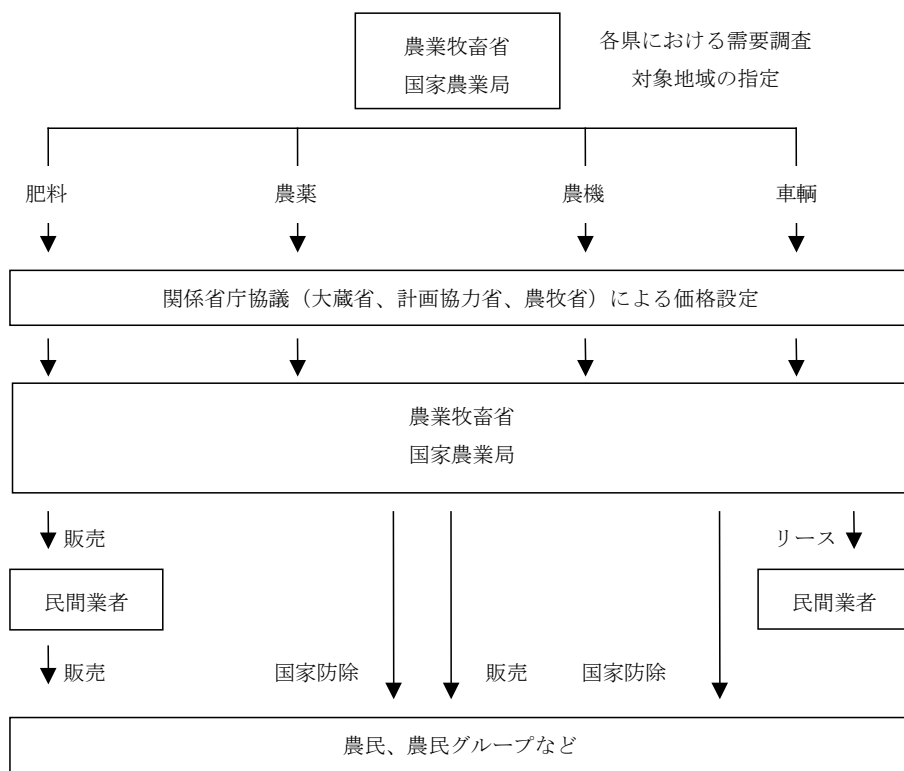 農業牧畜省
国家農業局
各県における需要調査
対象地域の指定
肥料
農薬
農機
車輌
関係省庁協議（大蔵省、計画協力省、農牧省）による価格設定
農業牧畜省
国家農業局
販売
リース
民間業者
民間業者
販売
国家防除
販売
国家防除
農民、農民グループなど